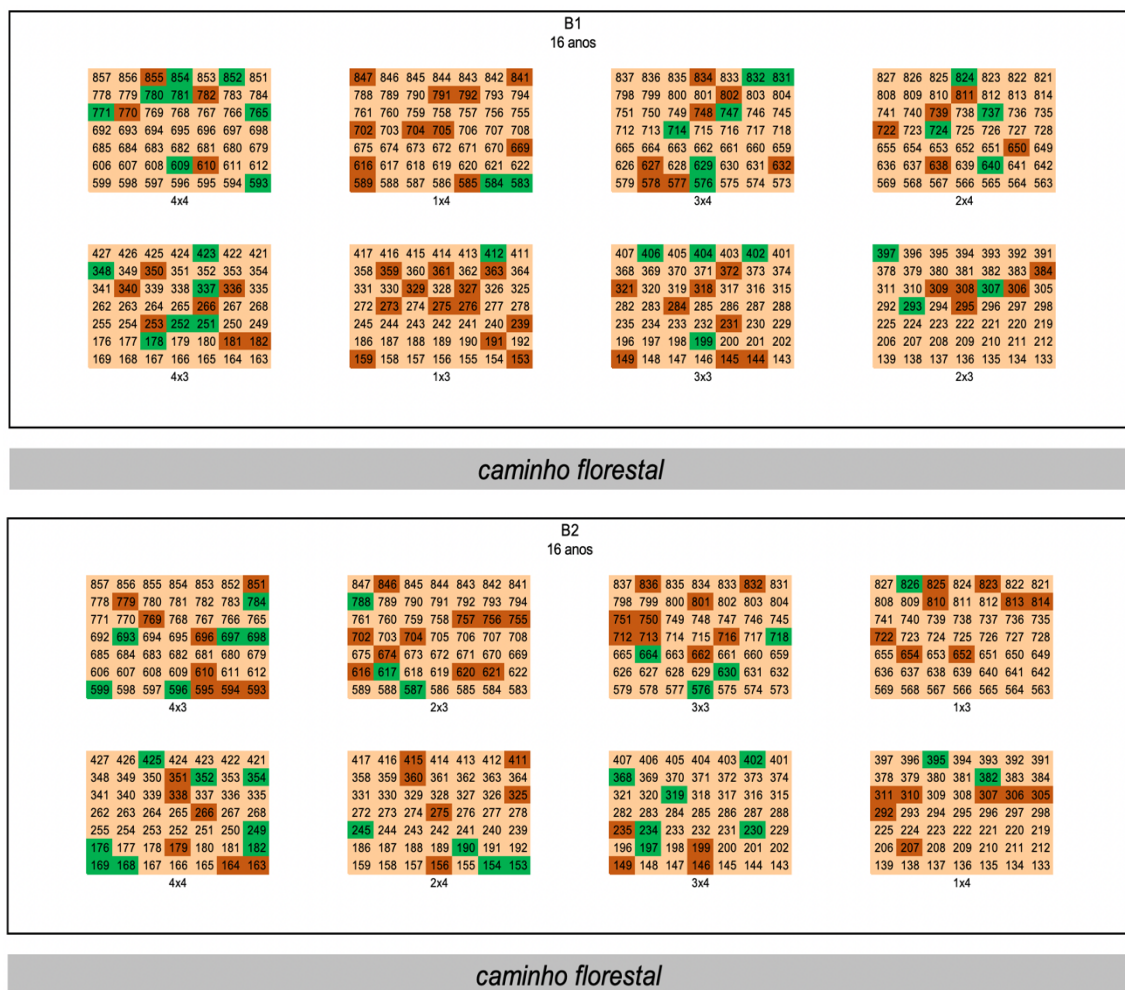 B1
16 anos
857 856 855 854 853 852 851 847 846 845 844 843 842 841 837 836 835 834 833 832 831 827 826 825 824 823 822 821
778 779 780 781 782 783 784 788 789 790 791 792 793 794 798 799 800 801 802 803 804 808 809 810 811 812 813 814
771 770 769 768 767 766 765 761 760 759 758 757 756 755 751 750 749 748 747 746 745 741 740 739 738 737 736 735
692 693 694 695 696 697 698 702 703 704 705 706 707 708 712 713 714 715 716 717 718 722 723 724 725 726 727 728
685 684 683 682 681 680 679 675 674 673 672 671 670 669 665 664 663 662 661 660 659 655 654 653 652 651 650 649
606 607 608 609 610 611 612 616 617 618 619 620 621 622 626 627 628 629 630 631 632 636 637 638 639 640 641 642
599 598 597 596 595 594 593 589 588 587 586 585 584 583 579 578 577 576 575 574 573 569 568 567 566 565 564 563
4x4 1x4 3x4 2x4
427 426 425 424 423 422 421 417 416 415 414 413 412 411 407 406 405 404 403 402 401 397 396 395 394 393 392 391
348 349 350 351 352 353 354 358 359 360 361 362 363 364 368 369 370 371 372 373 374 378 379 380 381 382 383 384
341 340 339 338 337 336 335 331 330 329 328 327 326 325 321 320 319 318 317 316 315 311 310 309 308 307 306 305
262 263 264 265 266 267 268 272 273 274 275 276 277 278 282 283 284 285 286 287 288 292 293 294 295 296 297 298
255 254 253 252 251 250 249 245 244 243 242 241 240 239 235 234 233 232 231 230 229 225 224 223 222 221 220 219
176 177 178 179 180 181 182 186 187 188 189 190 191 192 196 197 198 199 200 201 202 206 207 208 209 210 211 212
169 168 167 166 165 164 163 159 158 157 156 155 154 153 149 148 147 146 145 144 143 139 138 137 136 135 134 133
4x3 1x3 3x3 2x3
caminho florestal
B2
16 anos
857 856 855 854 853 852 851 847 846 845 844 843 842 841 837 836 835 834 833 832 831 827 826 825 824 823 822 821
778 779 780 781 782 783 784 788 789 790 791 792 793 794 798 799 800 801 802 803 804 808 809 810 811 812 813 814
771 770 769 768 767 766 765 761 760 759 758 757 756 755 751 750 749 748 747 746 745 741 740 739 738 737 736 735
692 693 694 695 696 697 698 702 703 704 705 706 707 708 712 713 714 715 716 717 718 722 723 724 725 726 727 728
685 684 683 682 681 680 679 675 674 673 672 671 670 669 665 664 663 662 661 660 659 655 654 653 652 651 650 649
606 607 608 609 610 611 612 616 617 618 619 620 621 622 626 627 628 629 630 631 632 636 637 638 639 640 641 642
599 598 597 596 595 594 593 589 588 587 586 585 584 583 579 578 577 576 575 574 573 569 568 567 566 565 564 563
4x3 2x3 3x3 1x3
427 426 425 424 423 422 421 417 416 415 414 413 412 411 407 406 405 404 403 402 401 397 396 395 394 393 392 391
348 349 350 351 352 353 354 358 359 360 361 362 363 364 368 369 370 371 372 373 374 378 379 380 381 382 383 384
341 340 339 338 337 336 335 331 330 329 328 327 326 325 321 320 319 318 317 316 315 311 310 309 308 307 306 305
262 263 264 265 266 267 268 272 273 274 275 276 277 278 282 283 284 285 286 287 288 292 293 294 295 296 297 298
255 254 253 252 251 250 249 245 244 243 242 241 240 239 235 234 233 232 231 230 229 225 224 223 222 221 220 219
176 177 178 179 180 181 182 186 187 188 189 190 191 192 196 197 198 199 200 201 202 206 207 208 209 210 211 212
169 168 167 166 165 164 163 159 158 157 156 155 154 153 149 148 147 146 145 144 143 139 138 137 136 135 134 133
4x4 2x4 3x4 1x4
caminho florestal